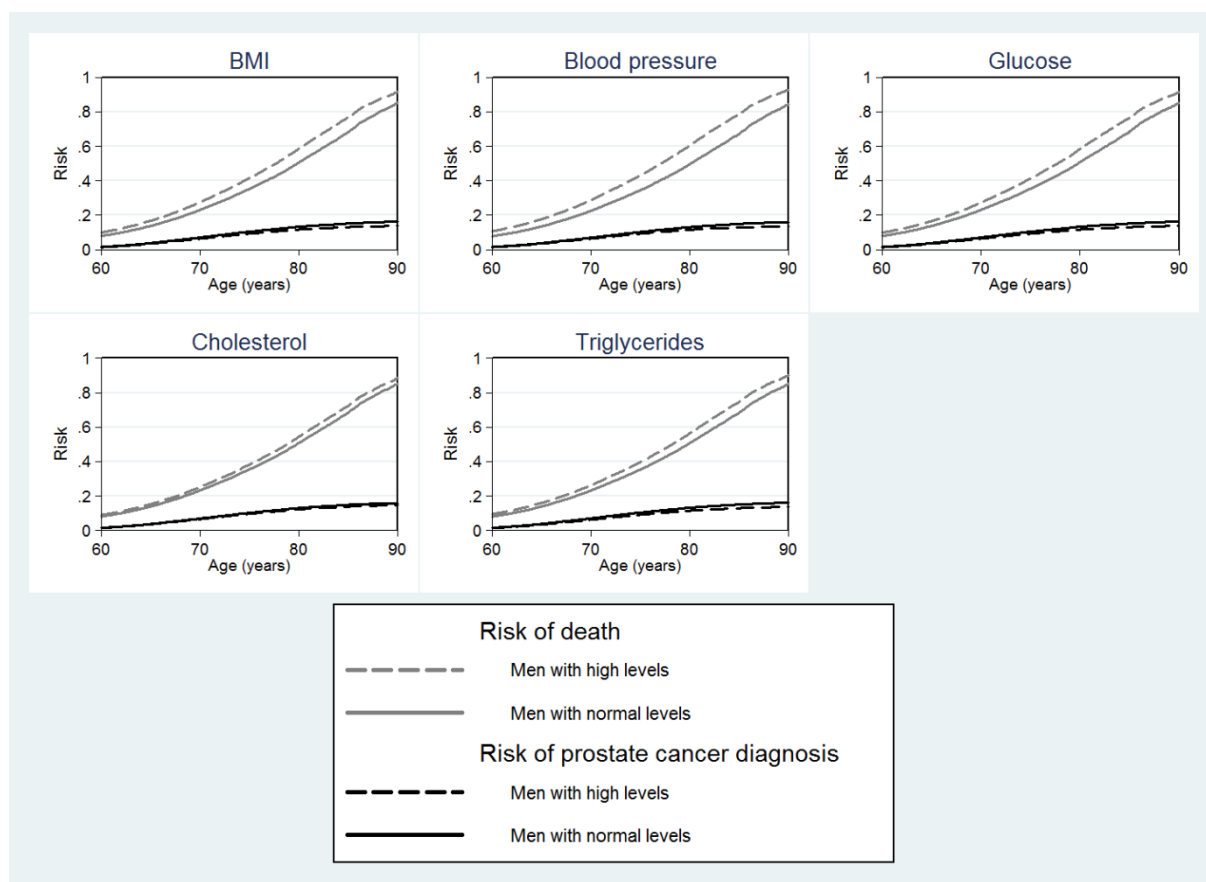 BMI
Blood pressure
Glucose
1
.8
.6
.4
.2
0
Risk
60 70 80 90
Age (years)
1
.8
.6
.4
.2
0
Risk
60 70 80 90
Age (years)
1
.8
.6
.4
.2
0
Risk
60 70 80 90
Age (years)
Cholesterol
Triglycerides
1
.8
.6
.4
.2
0
Risk
60 70 80 90
Age (years)
1
.8
.6
.4
.2
0
Risk
60 70 80 90
Age (years)
Risk of death
Men with high levels
Men with normal levels
Risk of prostate cancer diagnosis
Men with high levels
Men with normal levels